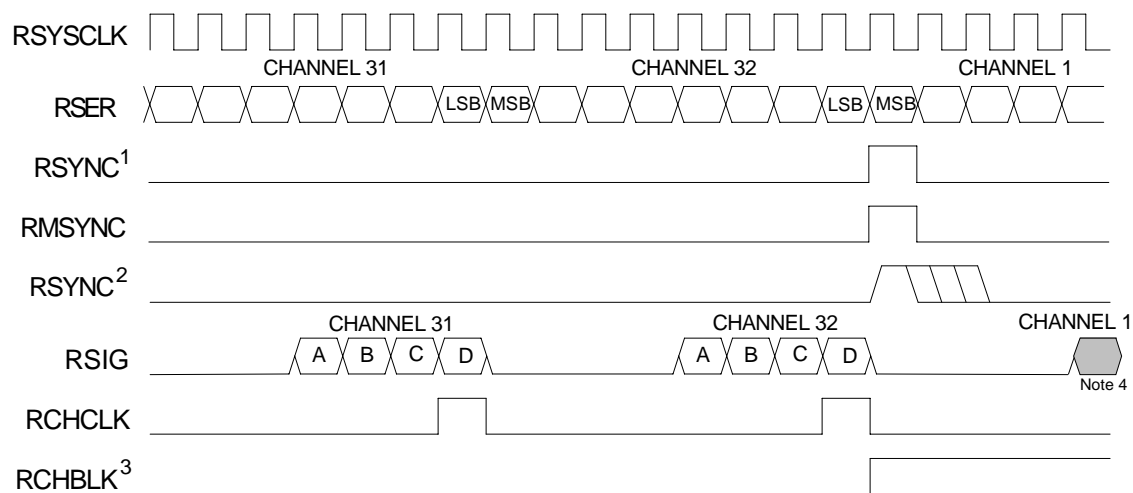 RSYSCLK
CHANNEL 31 CHANNEL 32 CHANNEL 1
RSER LSB MSB LSB MSB
RSYNC¹
RMSYNC
RSYNC²
CHANNEL 31 CHANNEL 32 CHANNEL 1
RSIG A B C D A B C D
Note 4
RCHCLK
RCHBLK³